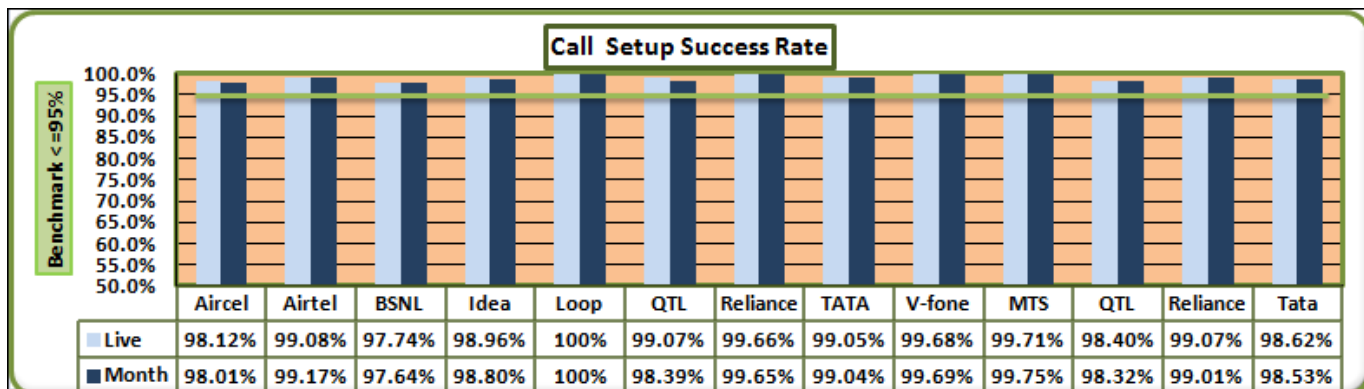 Call Setup Success Rate
Benchmark <=95%
100.0%
95.0%
90.0%
85.0%
80.0%
75.0%
70.0%
65.0%
60.0%
55.0%
50.0%
Aircel Airtel BSNL Idea Loop QTL Reliance TATA V-fone MTS QTL Reliance Tata
Live 98.12% 99.08% 97.74% 98.96% 100% 99.07% 99.66% 99.05% 99.68% 99.71% 98.40% 99.07% 98.62%
Month 98.01% 99.17% 97.64% 98.80% 100% 98.39% 99.65% 99.04% 99.69% 99.75% 98.32% 99.01% 98.53%